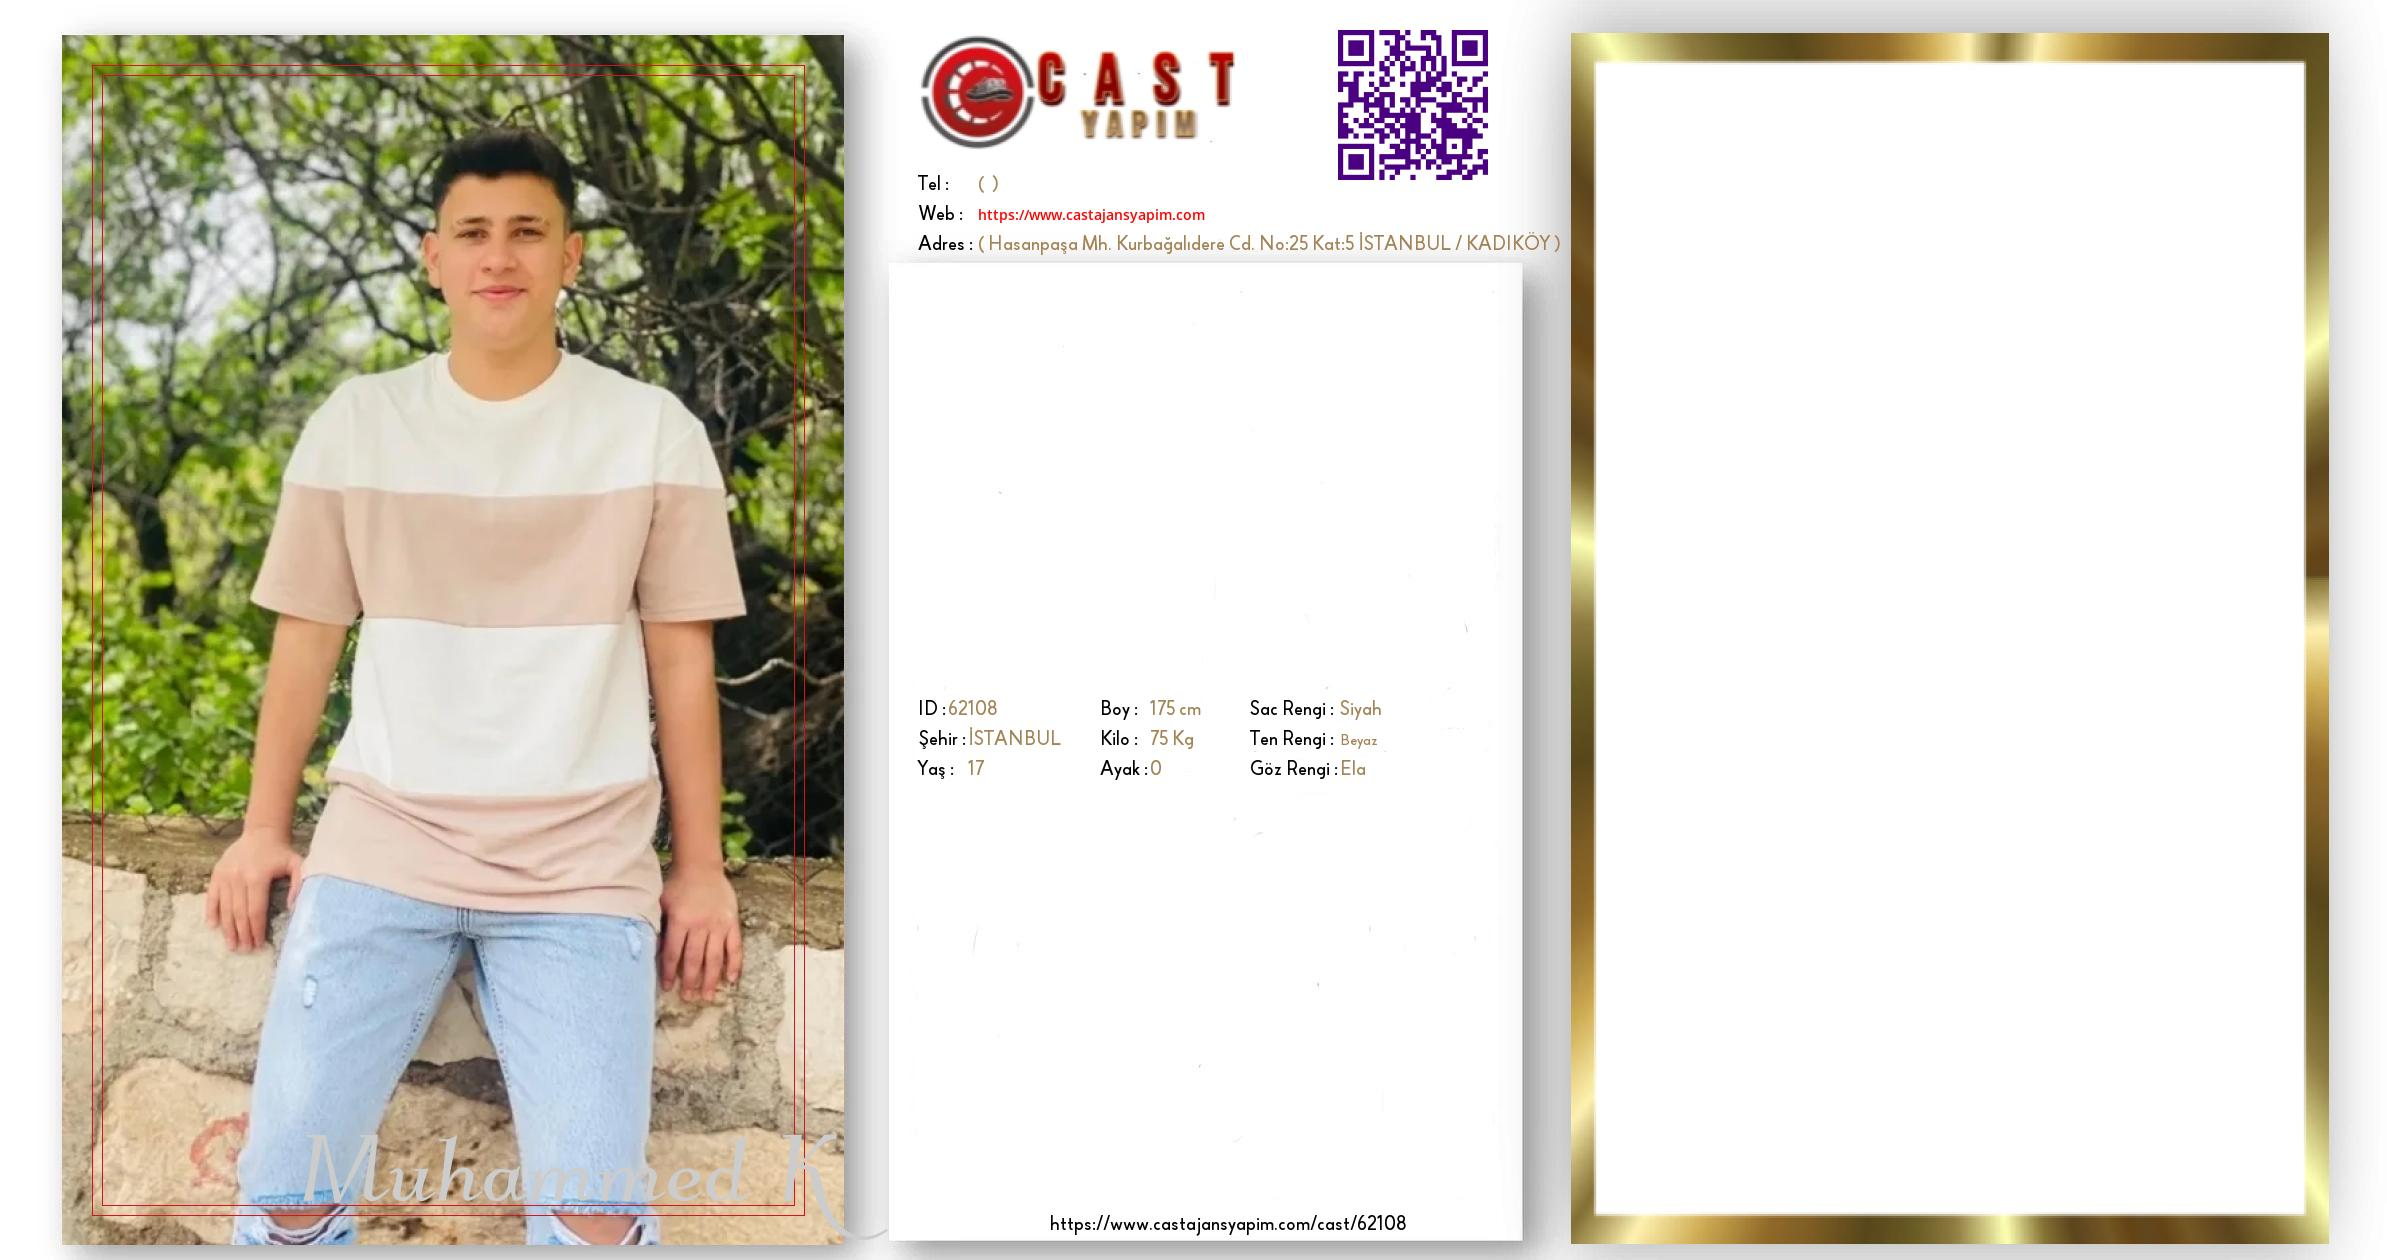 CAST
YAPIM
Tel : ( )
Web : https://www.castajansyapim.com
Adres : ( Hasanpaşa Mh. Kurbağalıdere Cd. No:25 Kat:5 İSTANBUL / KADIKÖY )
ID : 62108 Boy : 175 cm Sac Rengi : Siyah
Şehir : İSTANBUL Kilo : 75 Kg Ten Rengi : Beyaz
Yaş : 17 Ayak : 0 Göz Rengi : Ela
Muhammed K
https://www.castajansyapim.com/cast/62108